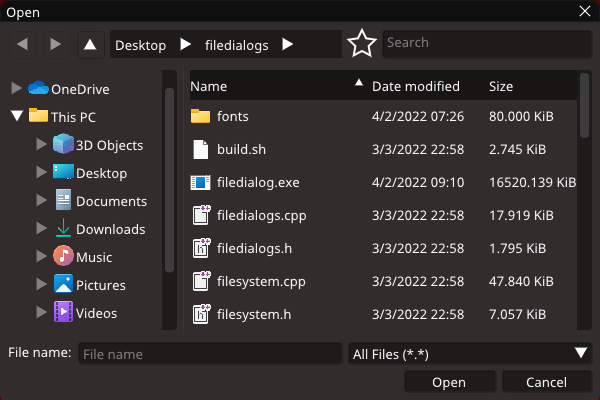 Open
Desktop filedialogs Search
OneDrive
This PC
3D Objects
Desktop
Documents
Downloads
Music
Pictures
Videos
Name Date modified Size
fonts 4/2/2022 07:26 80.000 KiB
build.sh 3/3/2022 22:58 2.745 KiB
filedialog.exe 4/2/2022 09:10 16520.139 KiB
filedialogs.cpp 3/3/2022 22:58 17.919 KiB
filedialogs.h 3/3/2022 22:58 1.795 KiB
filesystem.cpp 3/3/2022 22:58 47.840 KiB
filesystem.h 3/3/2022 22:58 7.057 KiB
File name: File name All Files (*.*)
Open Cancel